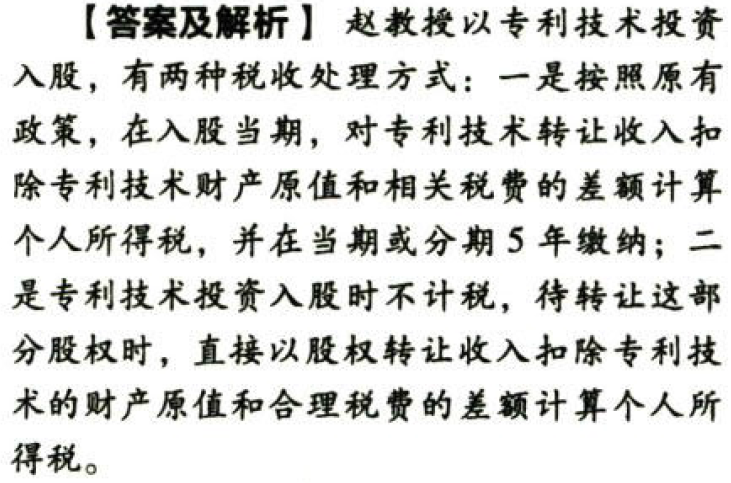 【答案及解析】 赵教授以专利技术投资
入股，有两种税收处理方式：一是按照原有
政策，在入股当期，对专利技术转让收入扣
除专利技术财产原值和相关税费的差额计算
个人所得税，并在当期或分期5年缴纳；二
是专利技术投资入股时不计税，待转让这部
分股权时，直接以股权转让收入扣除专利技
术的财产原值和合理税费的差额计算个人所
得税。